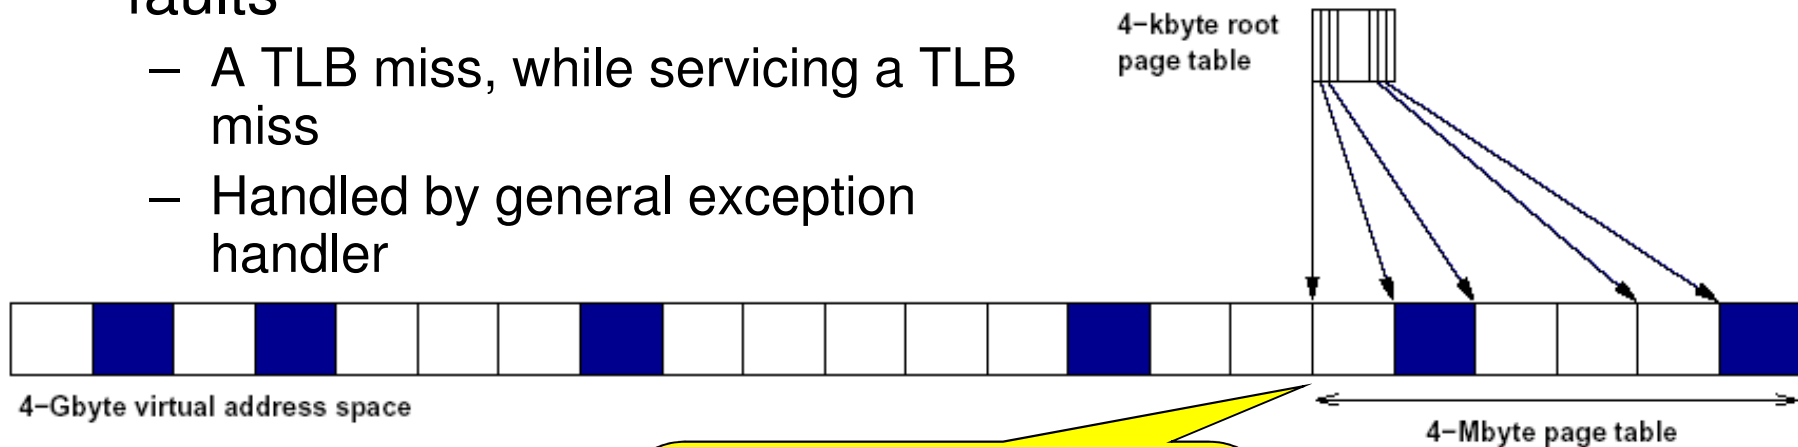 faults
– A TLB miss, while servicing a TLB
miss
– Handled by general exception
handler
4-kbyte root
page table
4-Gbyte virtual address space
4-Mbyte page table